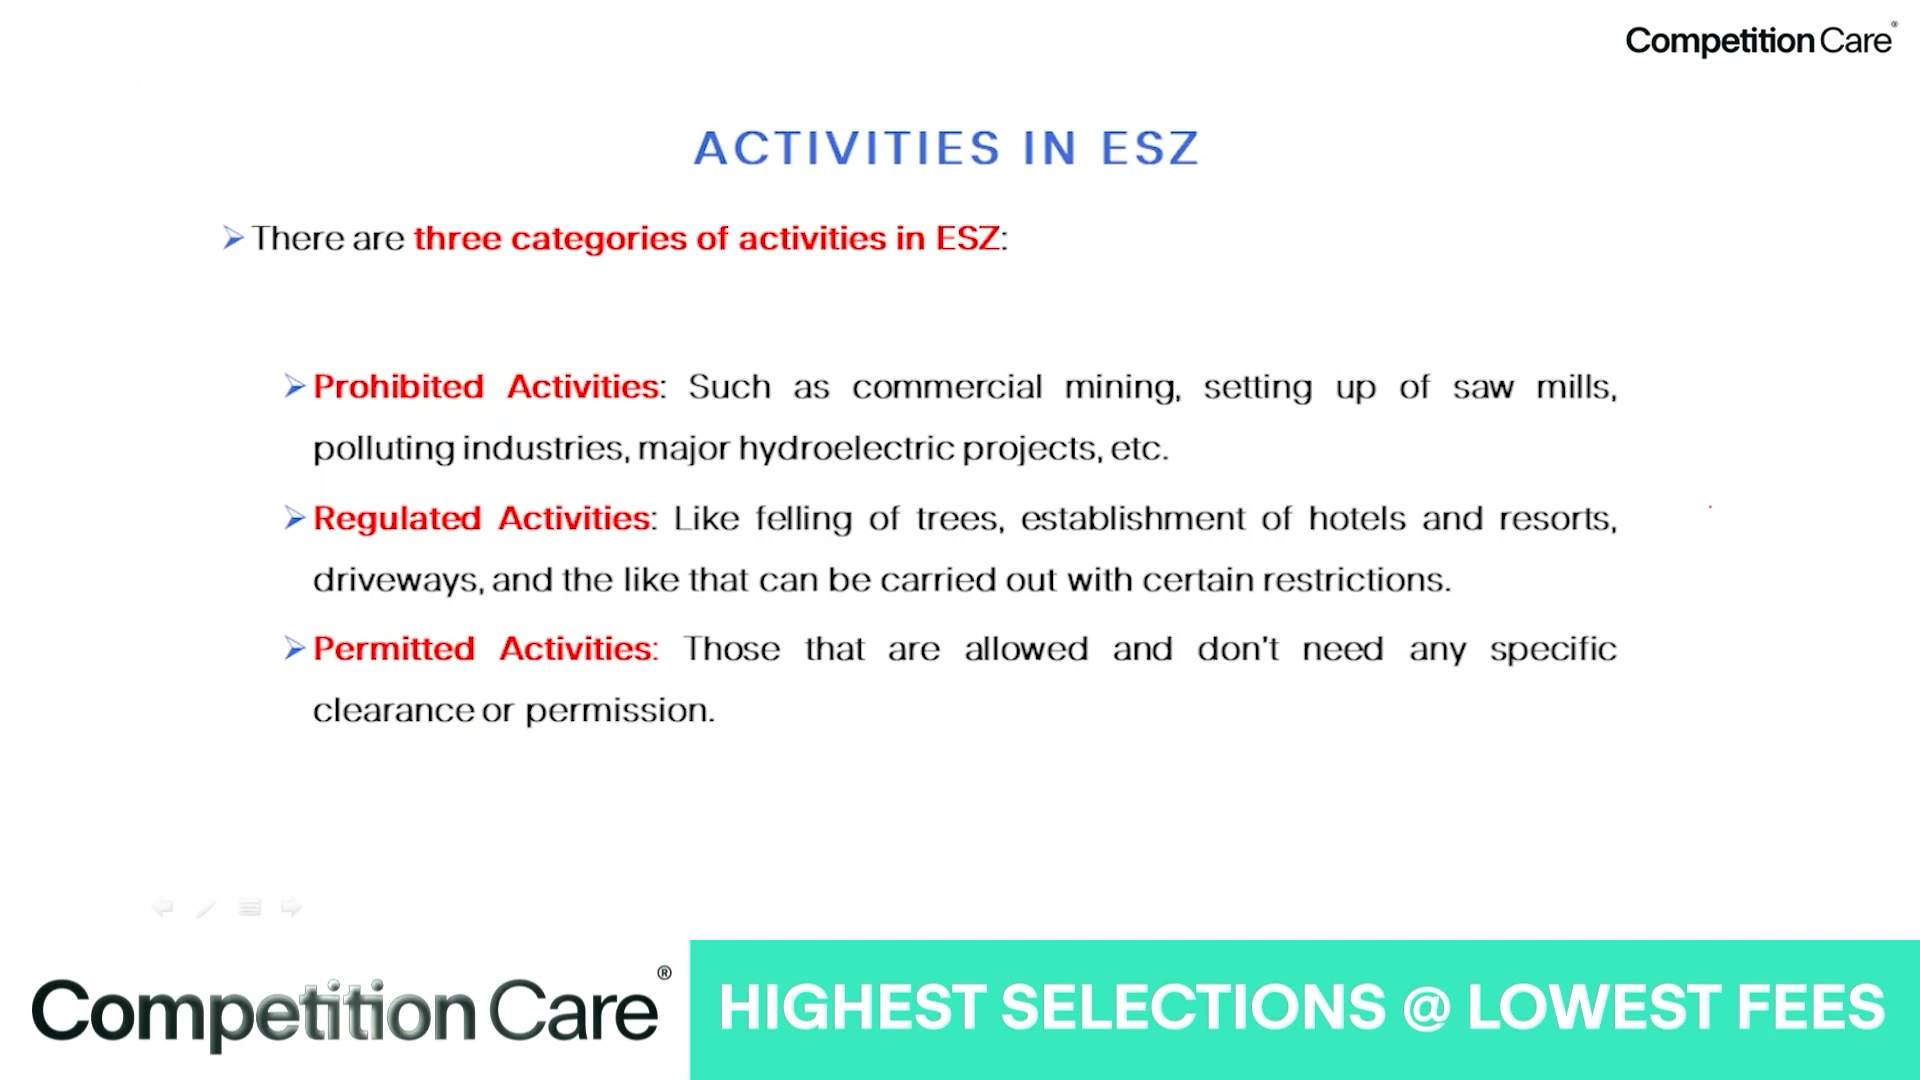 Competition Care®
ACTIVITIES IN ESZ
➢ There are three categories of activities in ESZ:
➢ Prohibited Activities: Such as commercial mining, setting up of saw mills,
polluting industries, major hydroelectric projects, etc.
➢ Regulated Activities: Like felling of trees, establishment of hotels and resorts,
driveways, and the like that can be carried out with certain restrictions.
➢ Permitted Activities: Those that are allowed and don't need any specific
clearance or permission.
Competition Care®
HIGHEST SELECTIONS @ LOWEST FEES